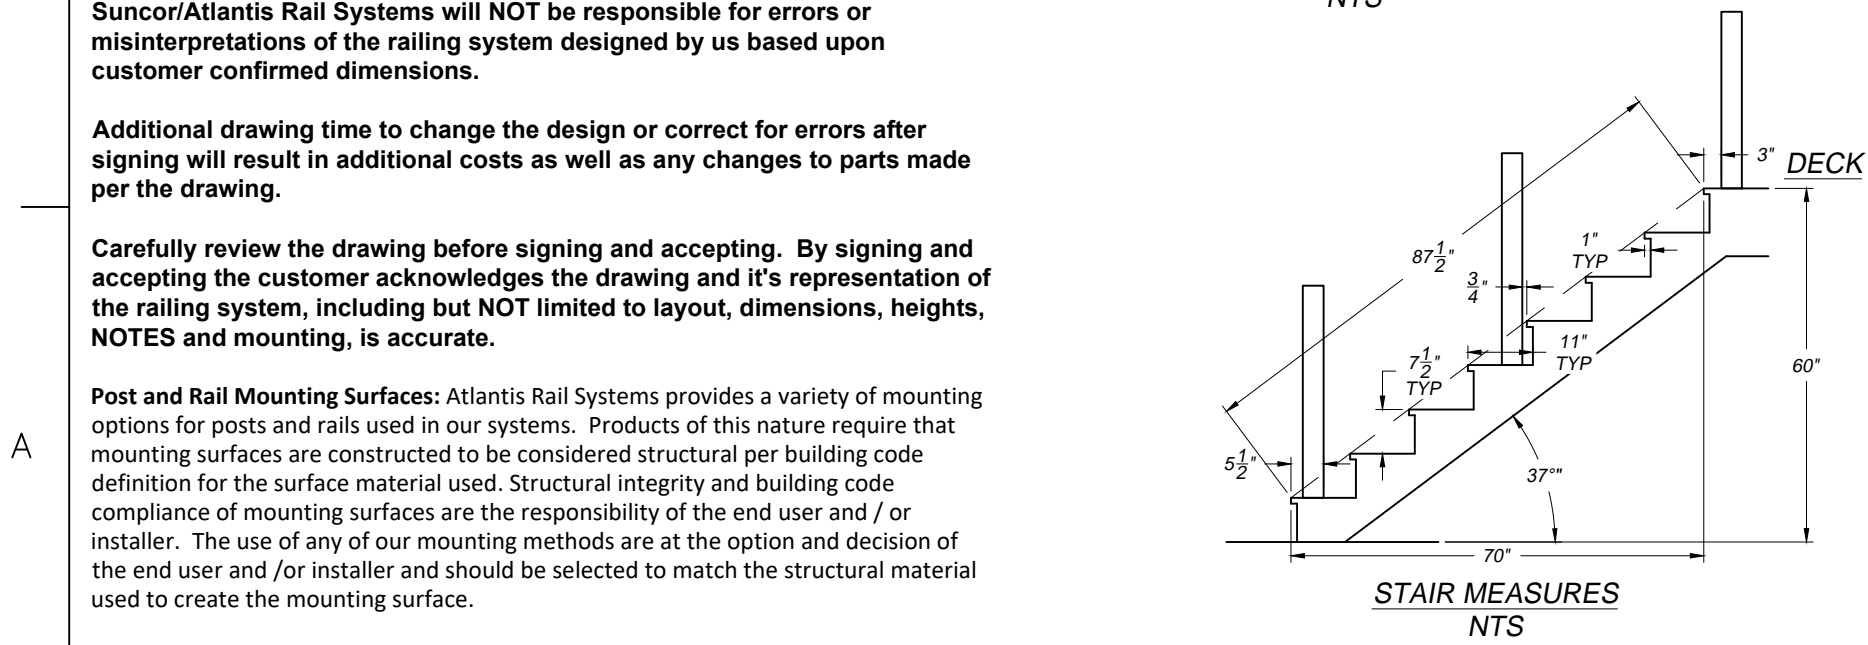 Suncor/Atlantis Rail Systems will NOT be responsible for errors or
misinterpretations of the railing system designed by us based upon
customer confirmed dimensions.
Additional drawing time to change the design or correct for errors after
signing will result in additional costs as well as any changes to parts made
per the drawing.
Carefully review the drawing before signing and accepting.  By signing and
accepting the customer acknowledges the drawing and it's representation of
the railing system, including but NOT limited to layout, dimensions, heights,
NOTES and mounting, is accurate.
Post and Rail Mounting Surfaces: Atlantis Rail Systems provides a variety of mounting
options for posts and rails used in our systems.  Products of this nature require that
mounting surfaces are constructed to be considered structural per building code
definition for the surface material used. Structural integrity and building code
compliance of mounting surfaces are the responsibility of the end user and / or
installer.  The use of any of our mounting methods are at the option and decision of
the end user and /or installer and should be selected to match the structural material
used to create the mounting surface.
A
NTS
3"
DECK
1"
TYP
87 1/2"
3/4"
11"
TYP
7 1/2"
TYP
60"
5 1/2"
37°"
70"
STAIR MEASURES
NTS